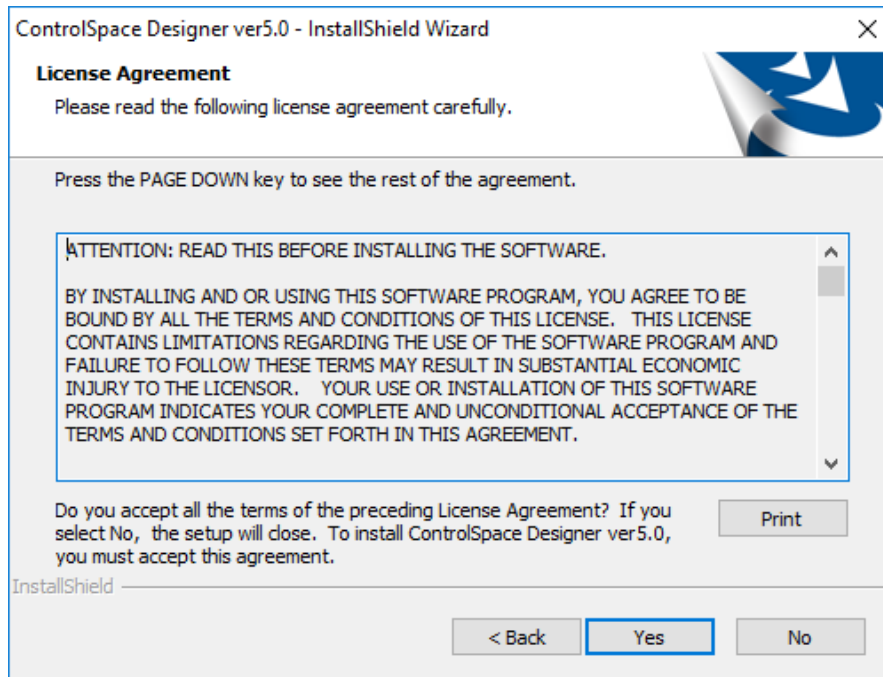 ControlSpace Designer ver5.0 - InstallShield Wizard
License Agreement
Please read the following license agreement carefully.
Press the PAGE DOWN key to see the rest of the agreement.
ATTENTION: READ THIS BEFORE INSTALLING THE SOFTWARE.
BY INSTALLING AND OR USING THIS SOFTWARE PROGRAM, YOU AGREE TO BE
BOUND BY ALL THE TERMS AND CONDITIONS OF THIS LICENSE.   THIS LICENSE
CONTAINS LIMITATIONS REGARDING THE USE OF THE SOFTWARE PROGRAM AND
FAILURE TO FOLLOW THESE TERMS MAY RESULT IN SUBSTANTIAL ECONOMIC
INJURY TO THE LICENSOR.   YOUR USE OR INSTALLATION OF THIS SOFTWARE
PROGRAM INDICATES YOUR COMPLETE AND UNCONDITIONAL ACCEPTANCE OF THE
TERMS AND CONDITIONS SET FORTH IN THIS AGREEMENT.
Do you accept all the terms of the preceding License Agreement?  If you
select No,  the setup will close.  To install ControlSpace Designer ver5.0,
you must accept this agreement.
Print
InstallShield
< Back
Yes
No